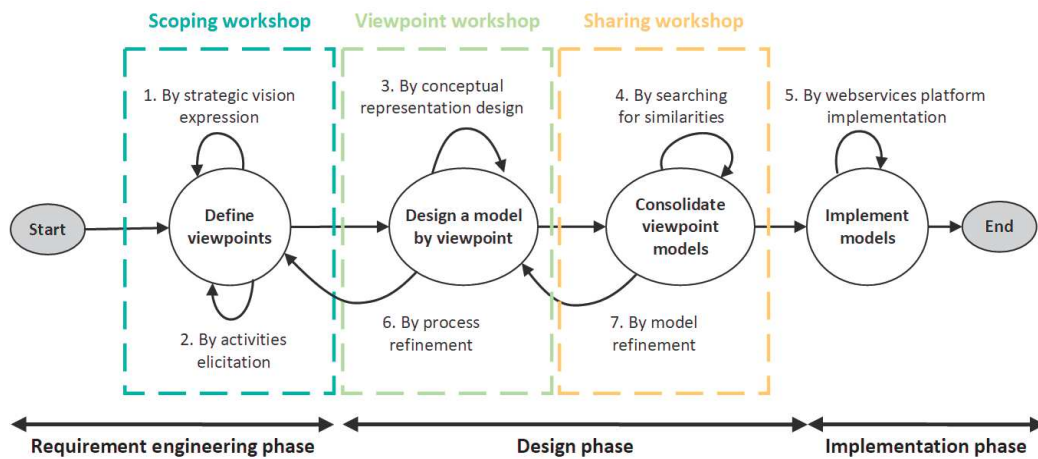 Scoping workshop
Viewpoint workshop
Sharing workshop
1. By strategic vision
expression
3. By conceptual
representation design
4. By searching
for similarities
5. By webservices platform
implementation
Start
Define
viewpoints
Design a model
by viewpoint
Consolidate
viewpoint
models
Implement
models
End
2. By activities
elicitation
6. By process
refinement
7. By model
refinement
Requirement engineering phase
Design phase
Implementation phase